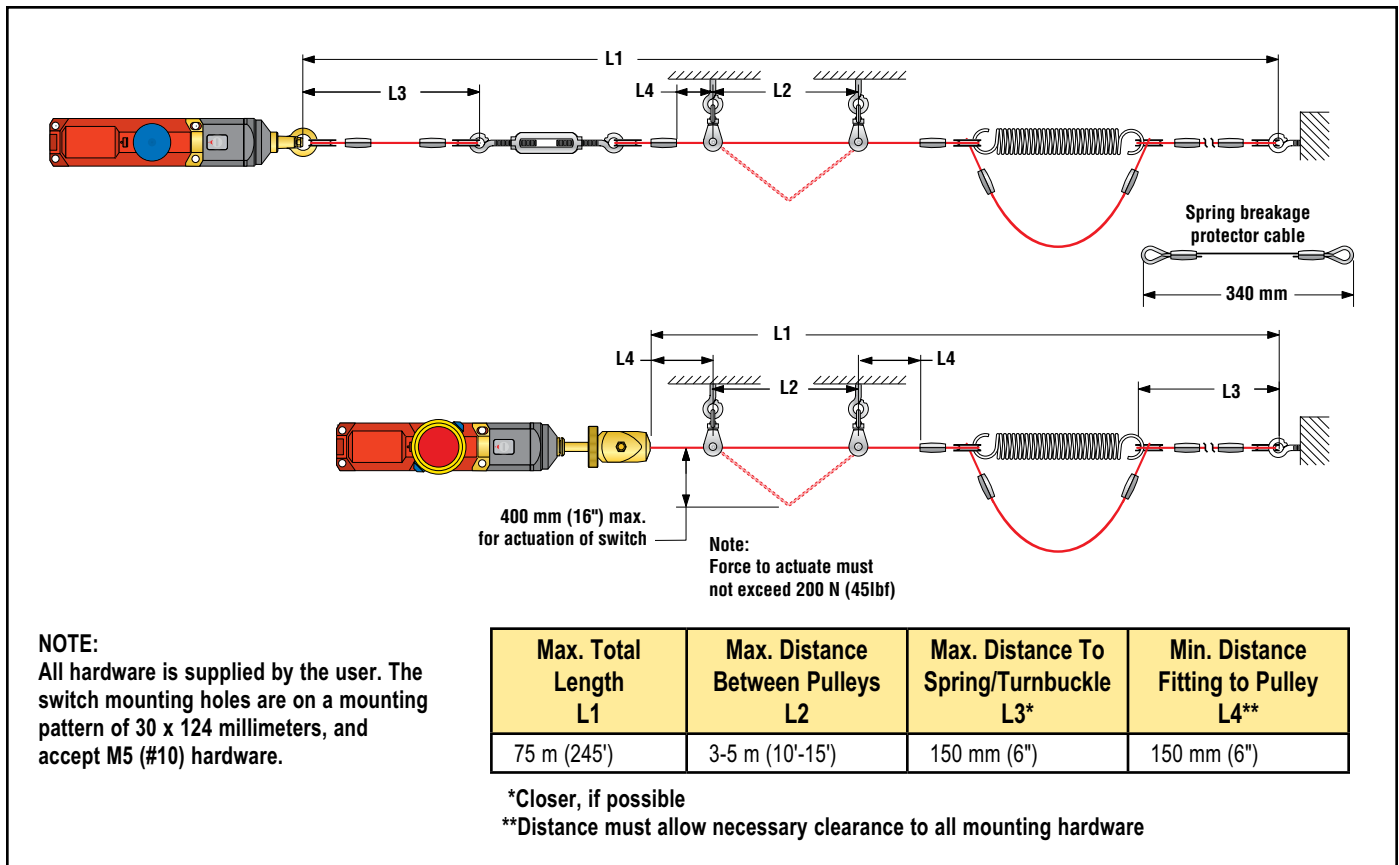 L1
L3
L4
L2
Spring breakage
protector cable
340 mm
L1
L4
L4
L2
L3
400 mm (16") max.
for actuation of switch
Note:
Force to actuate must
not exceed 200 N (45lbf)
NOTE:
All hardware is supplied by the user. The
switch mounting holes are on a mounting
pattern of 30 x 124 millimeters, and
accept M5 (#10) hardware.
Max. Total
Length
L1
Max. Distance
Between Pulleys
L2
Max. Distance To
Spring/Turnbuckle
L3*
Min. Distance
Fitting to Pulley
L4**
75 m (245')
3-5 m (10'-15')
150 mm (6")
150 mm (6")
*Closer, if possible
**Distance must allow necessary clearance to all mounting hardware